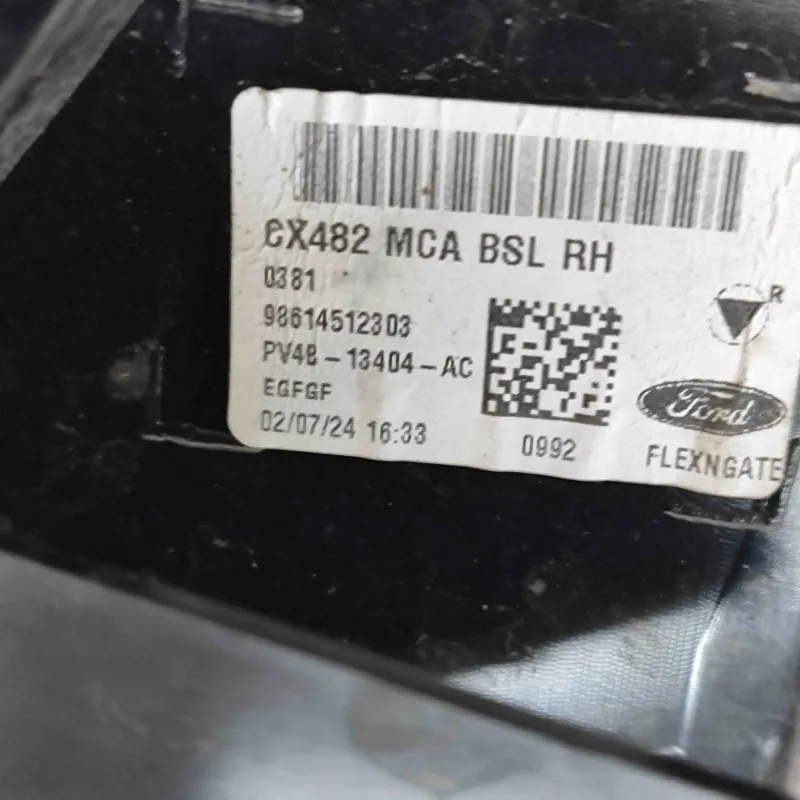 CX482 MCA BSL RH
0381
98614512303
PV4B-13404-AC
EGFGF
02/07/24 16:33
0992
R
Ford
FLEXNGATE